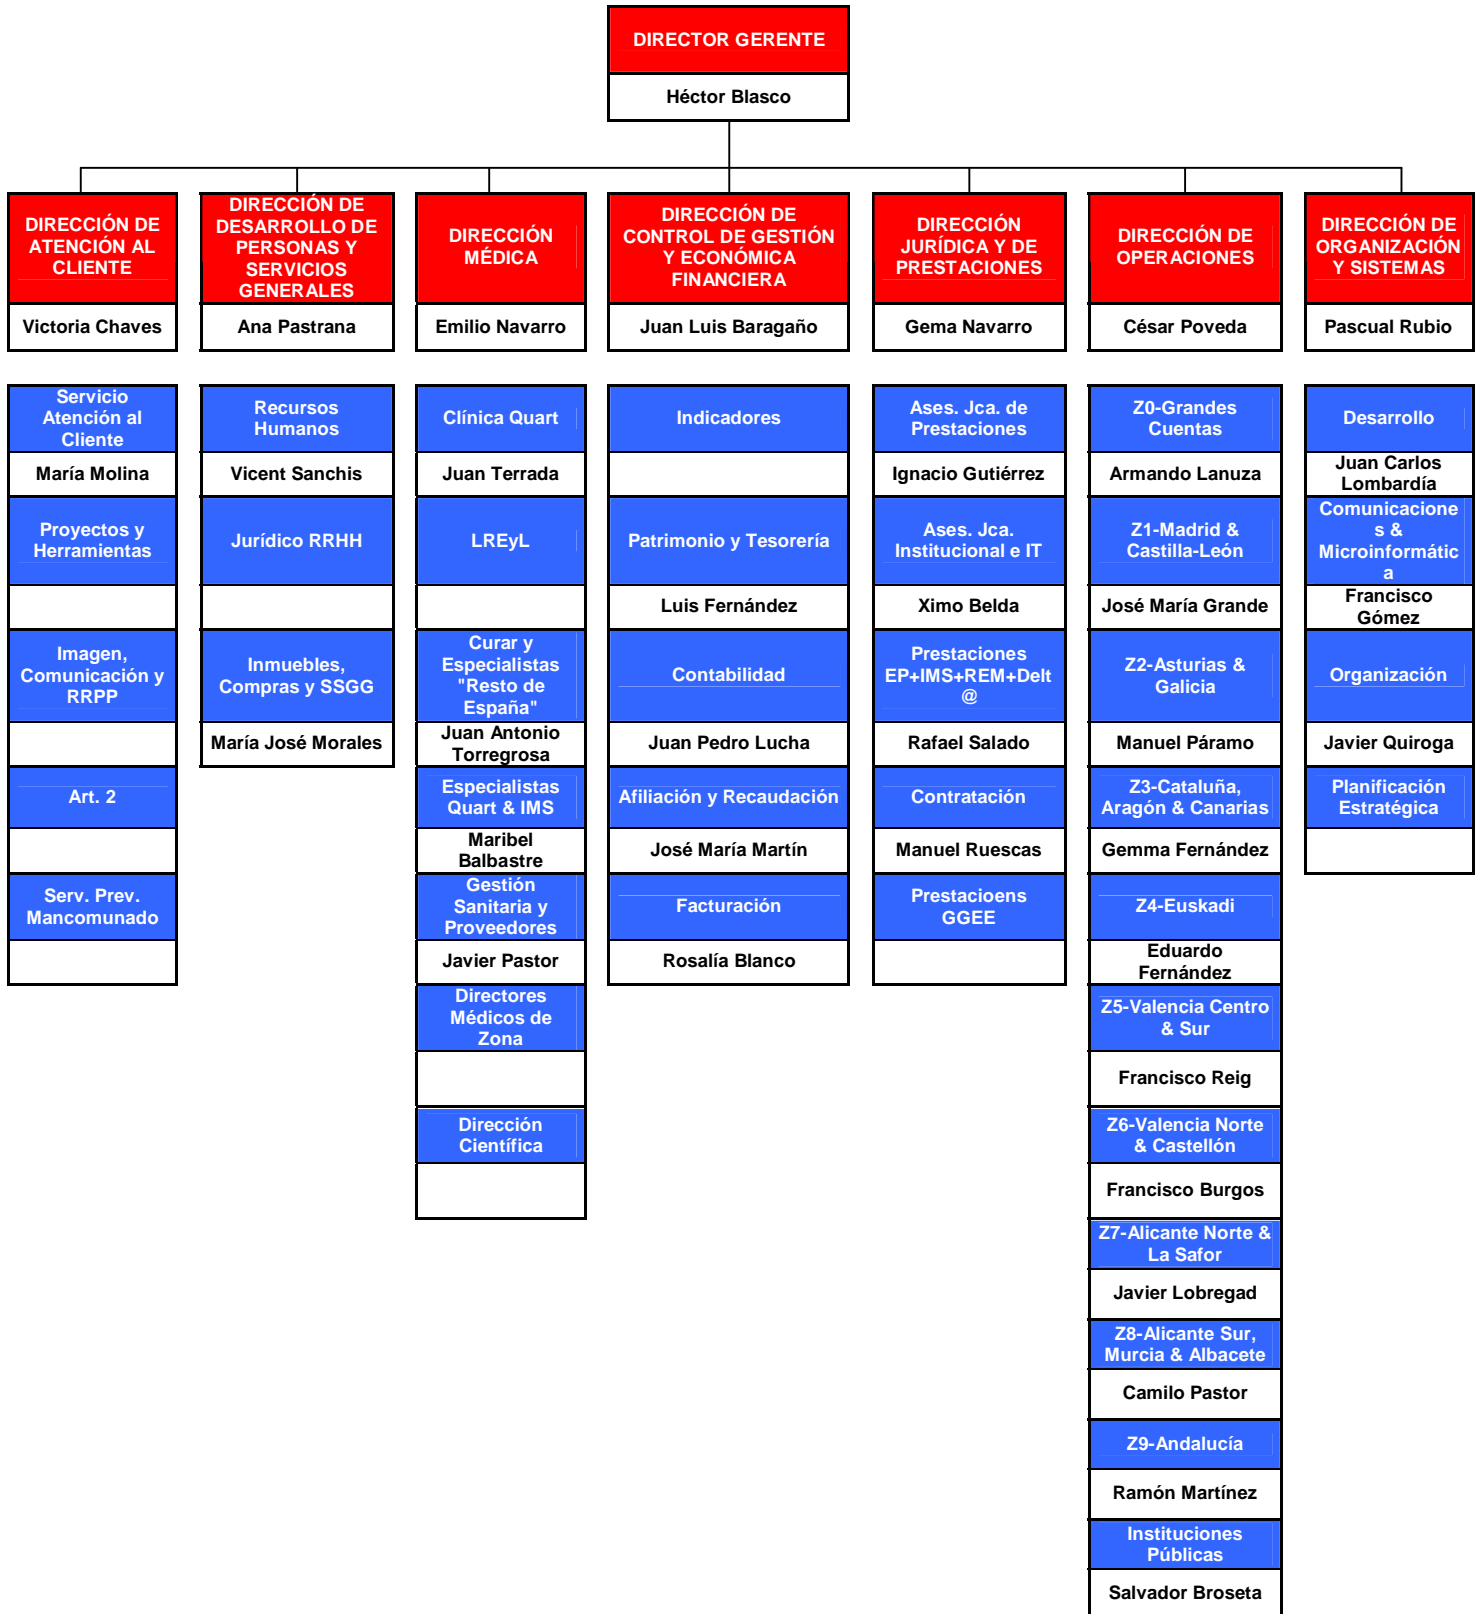 DIRECTOR GERENTE
Héctor Blasco
DIRECCIÓN DE
ATENCIÓN AL
CLIENTE
Victoria Chaves
DIRECCIÓN DE
DESARROLLO DE
PERSONAS Y
SERVICIOS
GENERALES
Ana Pastrana
DIRECCIÓN
MÉDICA
Emilio Navarro
DIRECCIÓN DE
CONTROL DE GESTIÓN
Y ECONÓMICA
FINANCIERA
Juan Luis Baragaño
DIRECCIÓN
JURÍDICA Y DE
PRESTACIONES
Gema Navarro
DIRECCIÓN DE
OPERACIONES
César Poveda
DIRECCIÓN DE
ORGANIZACIÓN
Y SISTEMAS
Pascual Rubio
Servicio
Atención al
Cliente
María Molina
Proyectos y
Herramientas
Imagen,
Comunicación y
RRPP
Art. 2
Serv. Prev.
Mancomunado
Recursos
Humanos
Vicent Sanchis
Jurídico RRHH
Inmuebles,
Compras y SSGG
María José Morales
Clínica Quart
Juan Terrada
LREyL
Curar y
Especialistas
"Resto de
España"
Juan Antonio
Torregrosa
Especialistas
Quart & IMS
Maribel
Balbastre
Gestión
Sanitaria y
Proveedores
Javier Pastor
Directores
Médicos de
Zona
Dirección
Científica
Indicadores
Patrimonio y Tesorería
Luis Fernández
Contabilidad
Juan Pedro Lucha
Afiliación y Recaudación
José María Martín
Facturación
Rosalía Blanco
Ases. Jca. de
Prestaciones
Ignacio Gutiérrez
Ases. Jca.
Institucional e IT
Ximo Belda
Prestaciones
EP+IMS+REM+Delt
@
Rafael Salado
Contratación
Manuel Ruescas
Prestacioens
GGEE
Z0-Grandes
Cuentas
Armando Lanuza
Z1-Madrid &
Castilla-León
José María Grande
Z2-Asturias &
Galicia
Manuel Páramo
Z3-Cataluña,
Aragón & Canarias
Gemma Fernández
Z4-Euskadi
Eduardo
Fernández
Z5-Valencia Centro
& Sur
Francisco Reig
Z6-Valencia Norte
& Castellón
Francisco Burgos
Z7-Alicante Norte &
La Safor
Javier Lobregad
Z8-Alicante Sur,
Murcia & Albacete
Camilo Pastor
Z9-Andalucía
Ramón Martínez
Instituciones
Públicas
Salvador Broseta
Desarrollo
Juan Carlos
Lombardía
Comunicacione
s &
Microinformátic
a
Francisco
Gómez
Organización
Javier Quiroga
Planificación
Estratégica